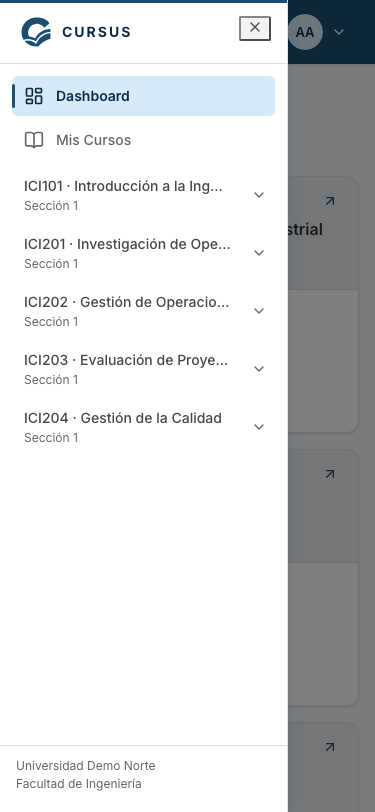 CURSUS
AA
Dashboard
Mis Cursos
ICI101 · Introducción a la Ing...
Sección 1
strial
ICI201 · Investigación de Ope...
Sección 1
ICI202 · Gestión de Operacio...
Sección 1
ICI203 · Evaluación de Proye...
Sección 1
ICI204 · Gestión de la Calidad
Sección 1
Universidad Demo Norte
Facultad de Ingeniería